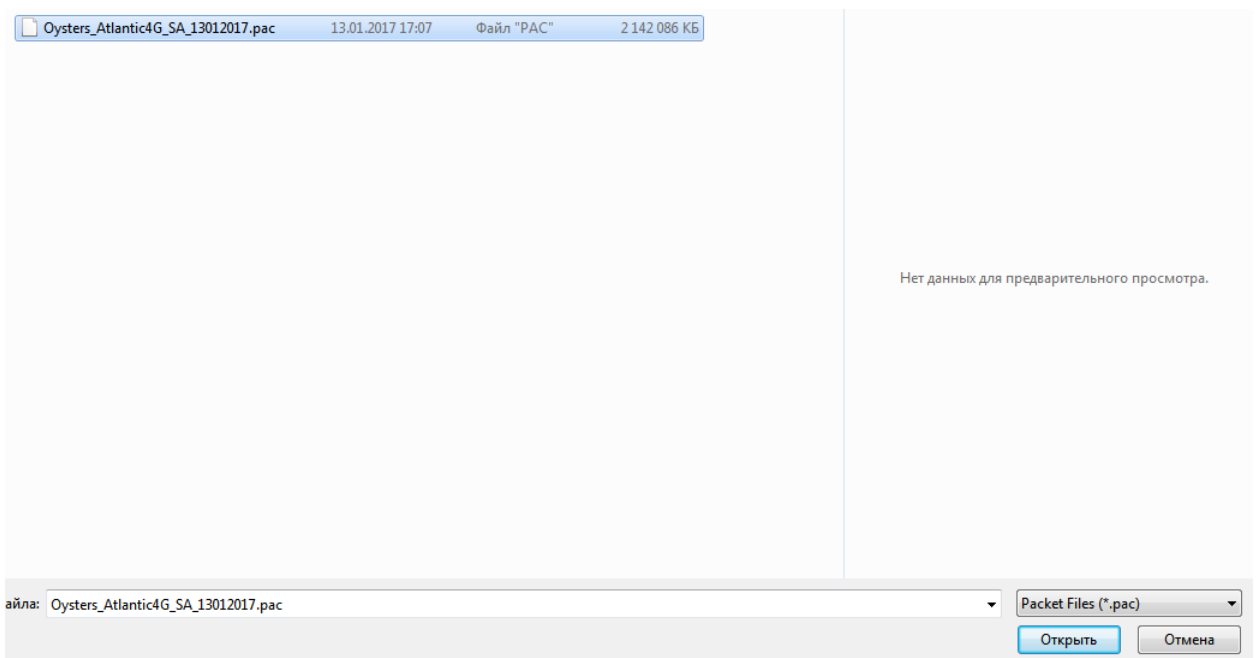 Oysters_Atlantic4G_SA_13012017.pac 13.01.2017 17:07 Файл "PAC" 2 142 086 КБ
Нет данных для предварительного просмотра.
айла: Oysters_Atlantic4G_SA_13012017.pac Packet Files (*.pac)
Открыть Отмена